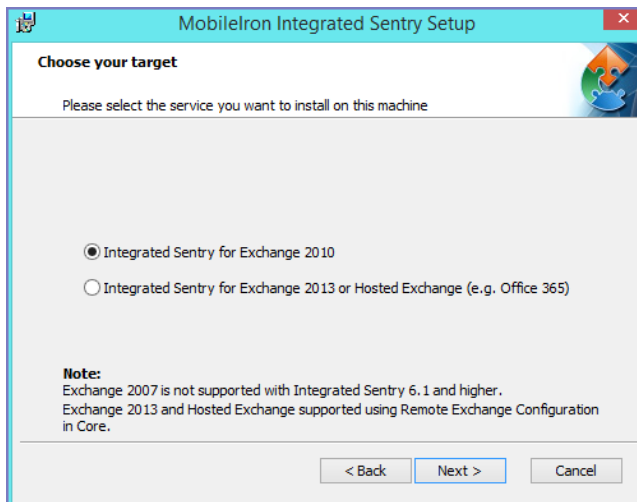 MobileIron Integrated Sentry Setup
Choose your target
Please select the service you want to install on this machine
Integrated Sentry for Exchange 2010
Integrated Sentry for Exchange 2013 or Hosted Exchange (e.g. Office 365)
Note:
Exchange 2007 is not supported with Integrated Sentry 6.1 and higher.
Exchange 2013 and Hosted Exchange supported using Remote Exchange Configuration
in Core.
< Back Next > Cancel